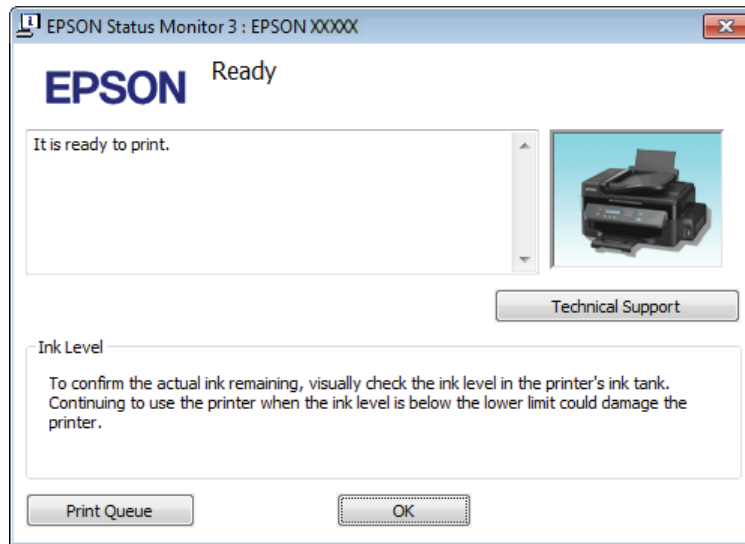 EPSON Status Monitor 3 : EPSON XXXXX
EPSON
Ready
It is ready to print.
Technical Support
Ink Level
To confirm the actual ink remaining, visually check the ink level in the printer's ink tank.
Continuing to use the printer when the ink level is below the lower limit could damage the
printer.
Print Queue
OK